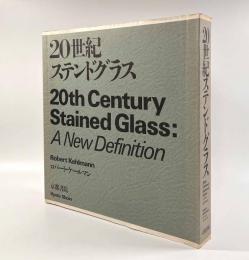 20世紀
ステンドグラス
20th Century
Stained Glass:
A New Definition
Robert Kehlmann
ロバート・ケールマン
京都書院
Kyoto Shoin
20世紀ステンドグラス